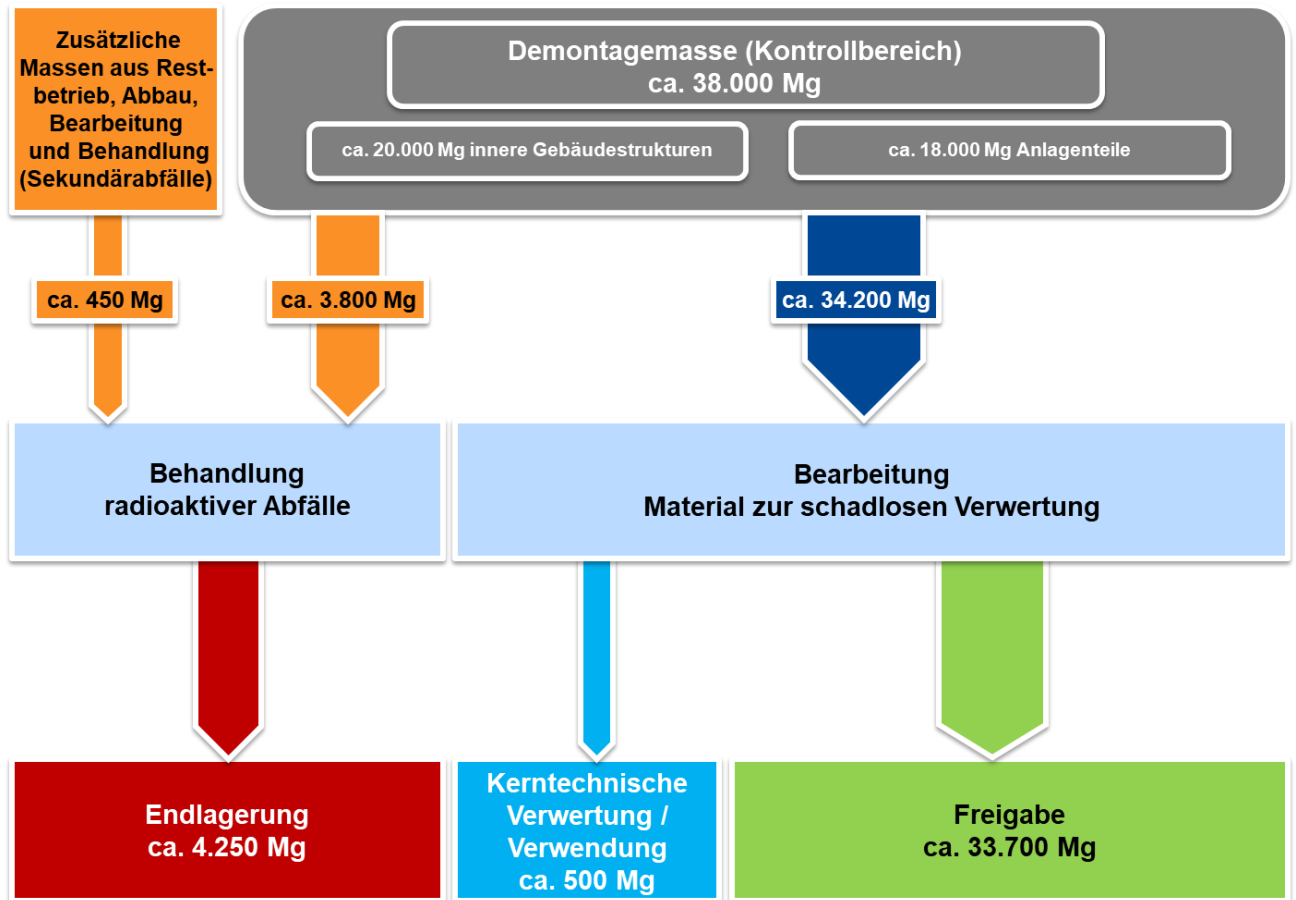 Zusätzliche
Massen aus Rest-
betrieb, Abbau,
Bearbeitung
und Behandlung
(Sekundärabfälle)
Demontagemasse (Kontrollbereich)
ca. 38.000 Mg
ca. 20.000 Mg innere Gebäudestrukturen
ca. 18.000 Mg Anlagenteile
ca. 450 Mg
ca. 3.800 Mg
ca. 34.200 Mg
Behandlung
radioaktiver Abfälle
Bearbeitung
Material zur schadlosen Verwertung
Endlagerung
ca. 4.250 Mg
Kerntechnische
Verwertung /
Verwendung
ca. 500 Mg
Freigabe
ca. 33.700 Mg